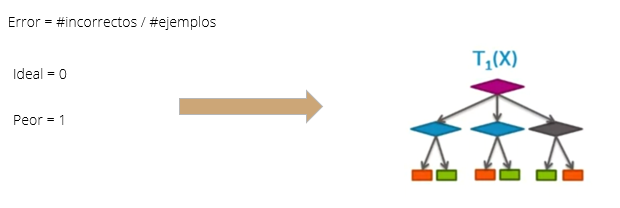 Error = #incorrectos / #ejemplos
Ideal = 0
Peor = 1
T₁(X)